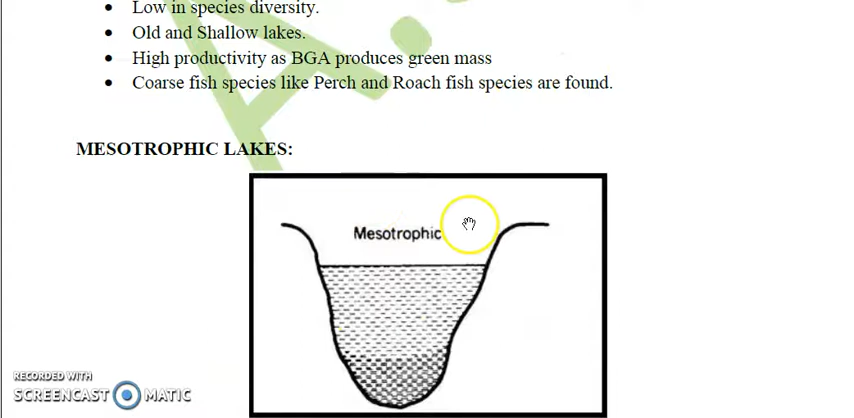 • Low in species diversity.
• Old and Shallow lakes.
• High productivity as BGA produces green mass
• Coarse fish species like Perch and Roach fish species are found.
MESOTROPHIC LAKES:
Mesotrophic
RECORDED WITH
SCREENCAST MATIC